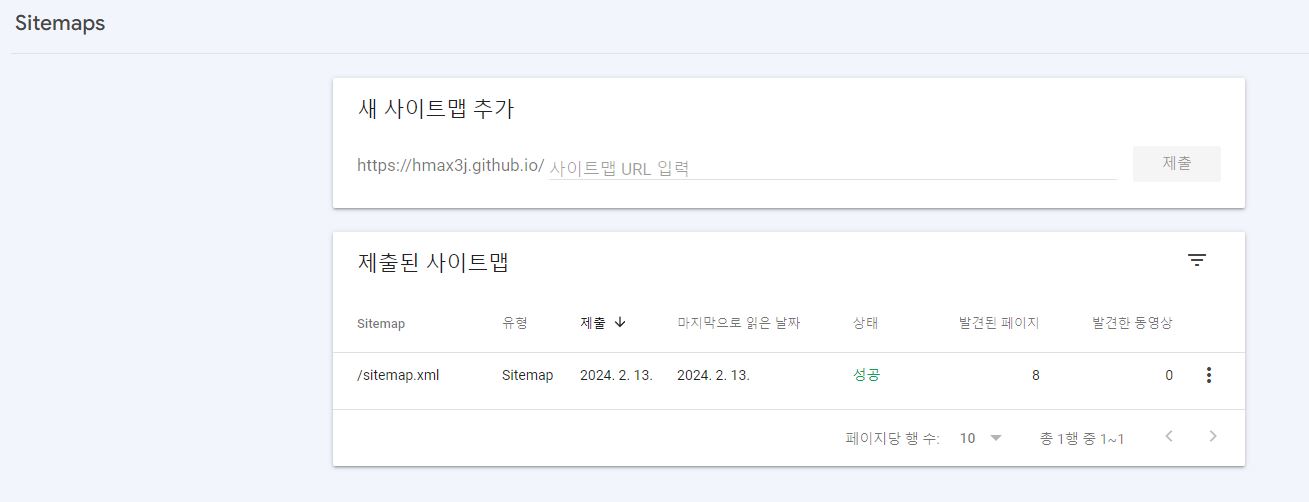 Sitemaps
새 사이트맵 추가
https://hmax3j.github.io/ 사이트맵 URL 입력 제출
제출된 사이트맵
Sitemap 유형 제출 마지막으로 읽은 날짜 상태 발견된 페이지 발견한 동영상
/sitemap.xml Sitemap 2024. 2. 13. 2024. 2. 13. 성공 8 0
페이지당 행 수: 10 총 1행 중 1~1